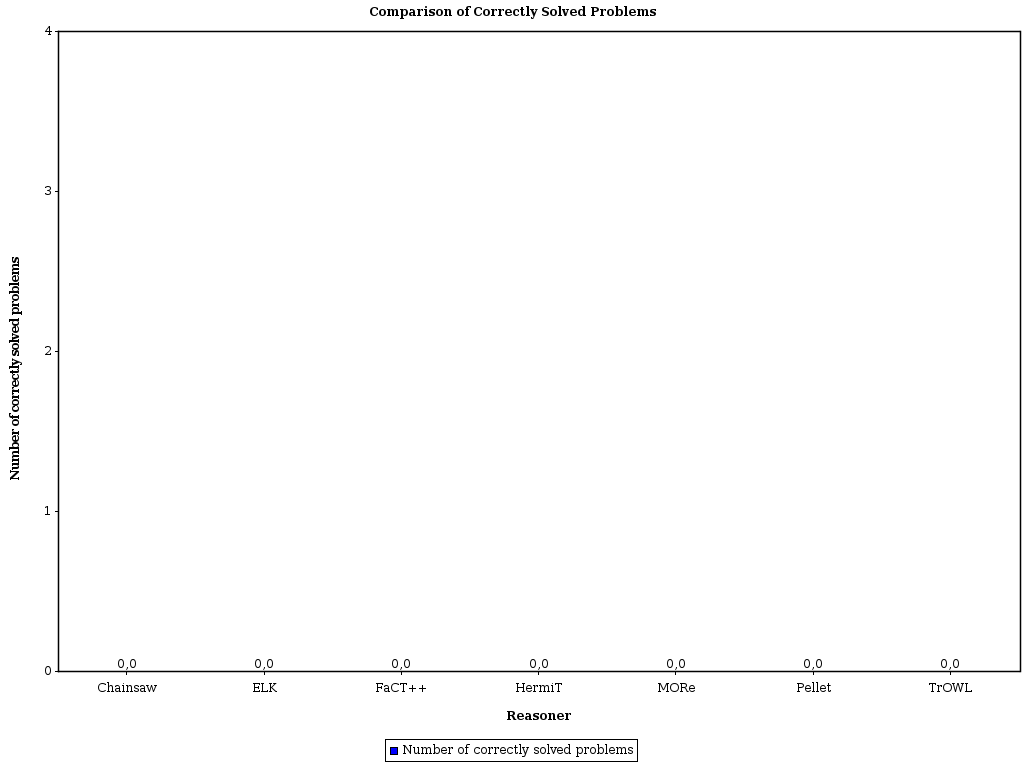 Comparison of Correctly Solved Problems
Number of correctly solved problems
4
3
2
1
0
0,0 0,0 0,0 0,0 0,0 0,0 0,0
Chainsaw ELK FaCT++ HermiT MORe Pellet TrOWL
Reasoner
Number of correctly solved problems